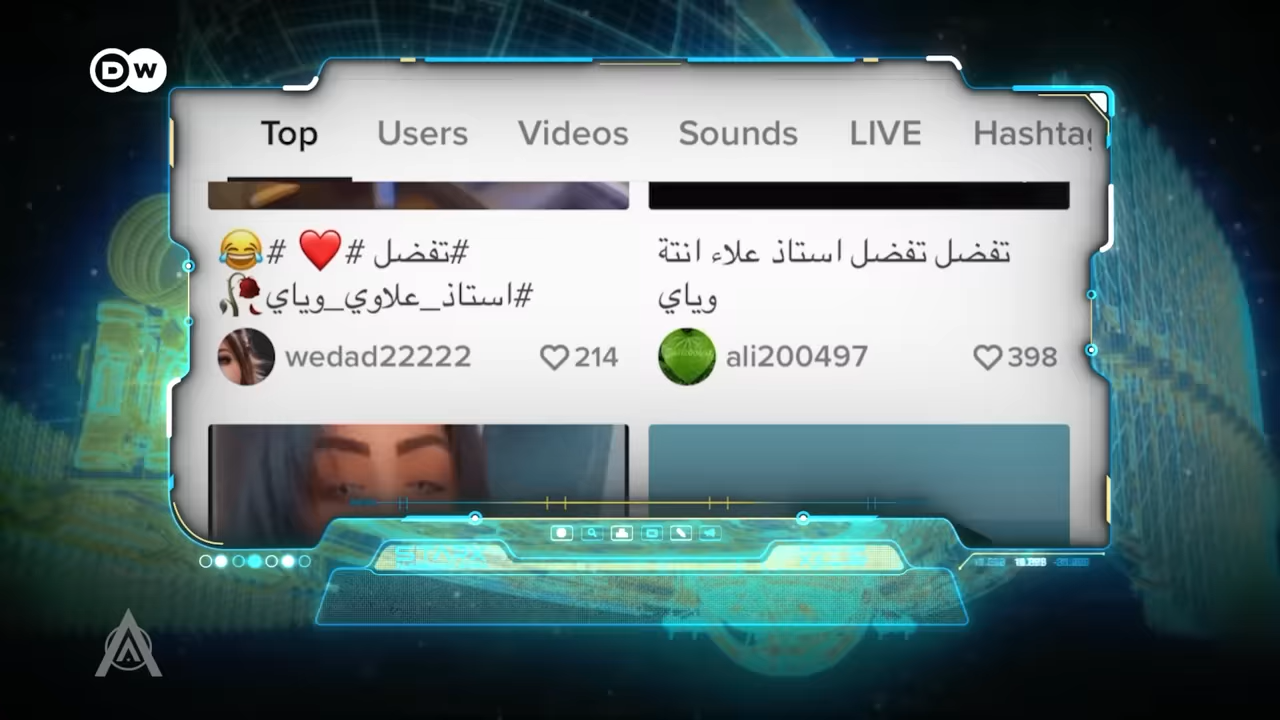 DW
Top Users Videos Sounds LIVE Hashtag
#تفضل #❤️ #😂
#استاذ_علاوي_وياي🥀
wedad22222 214
تفضل تفضل استاذ علاء انتة
وياي
ali200497 398